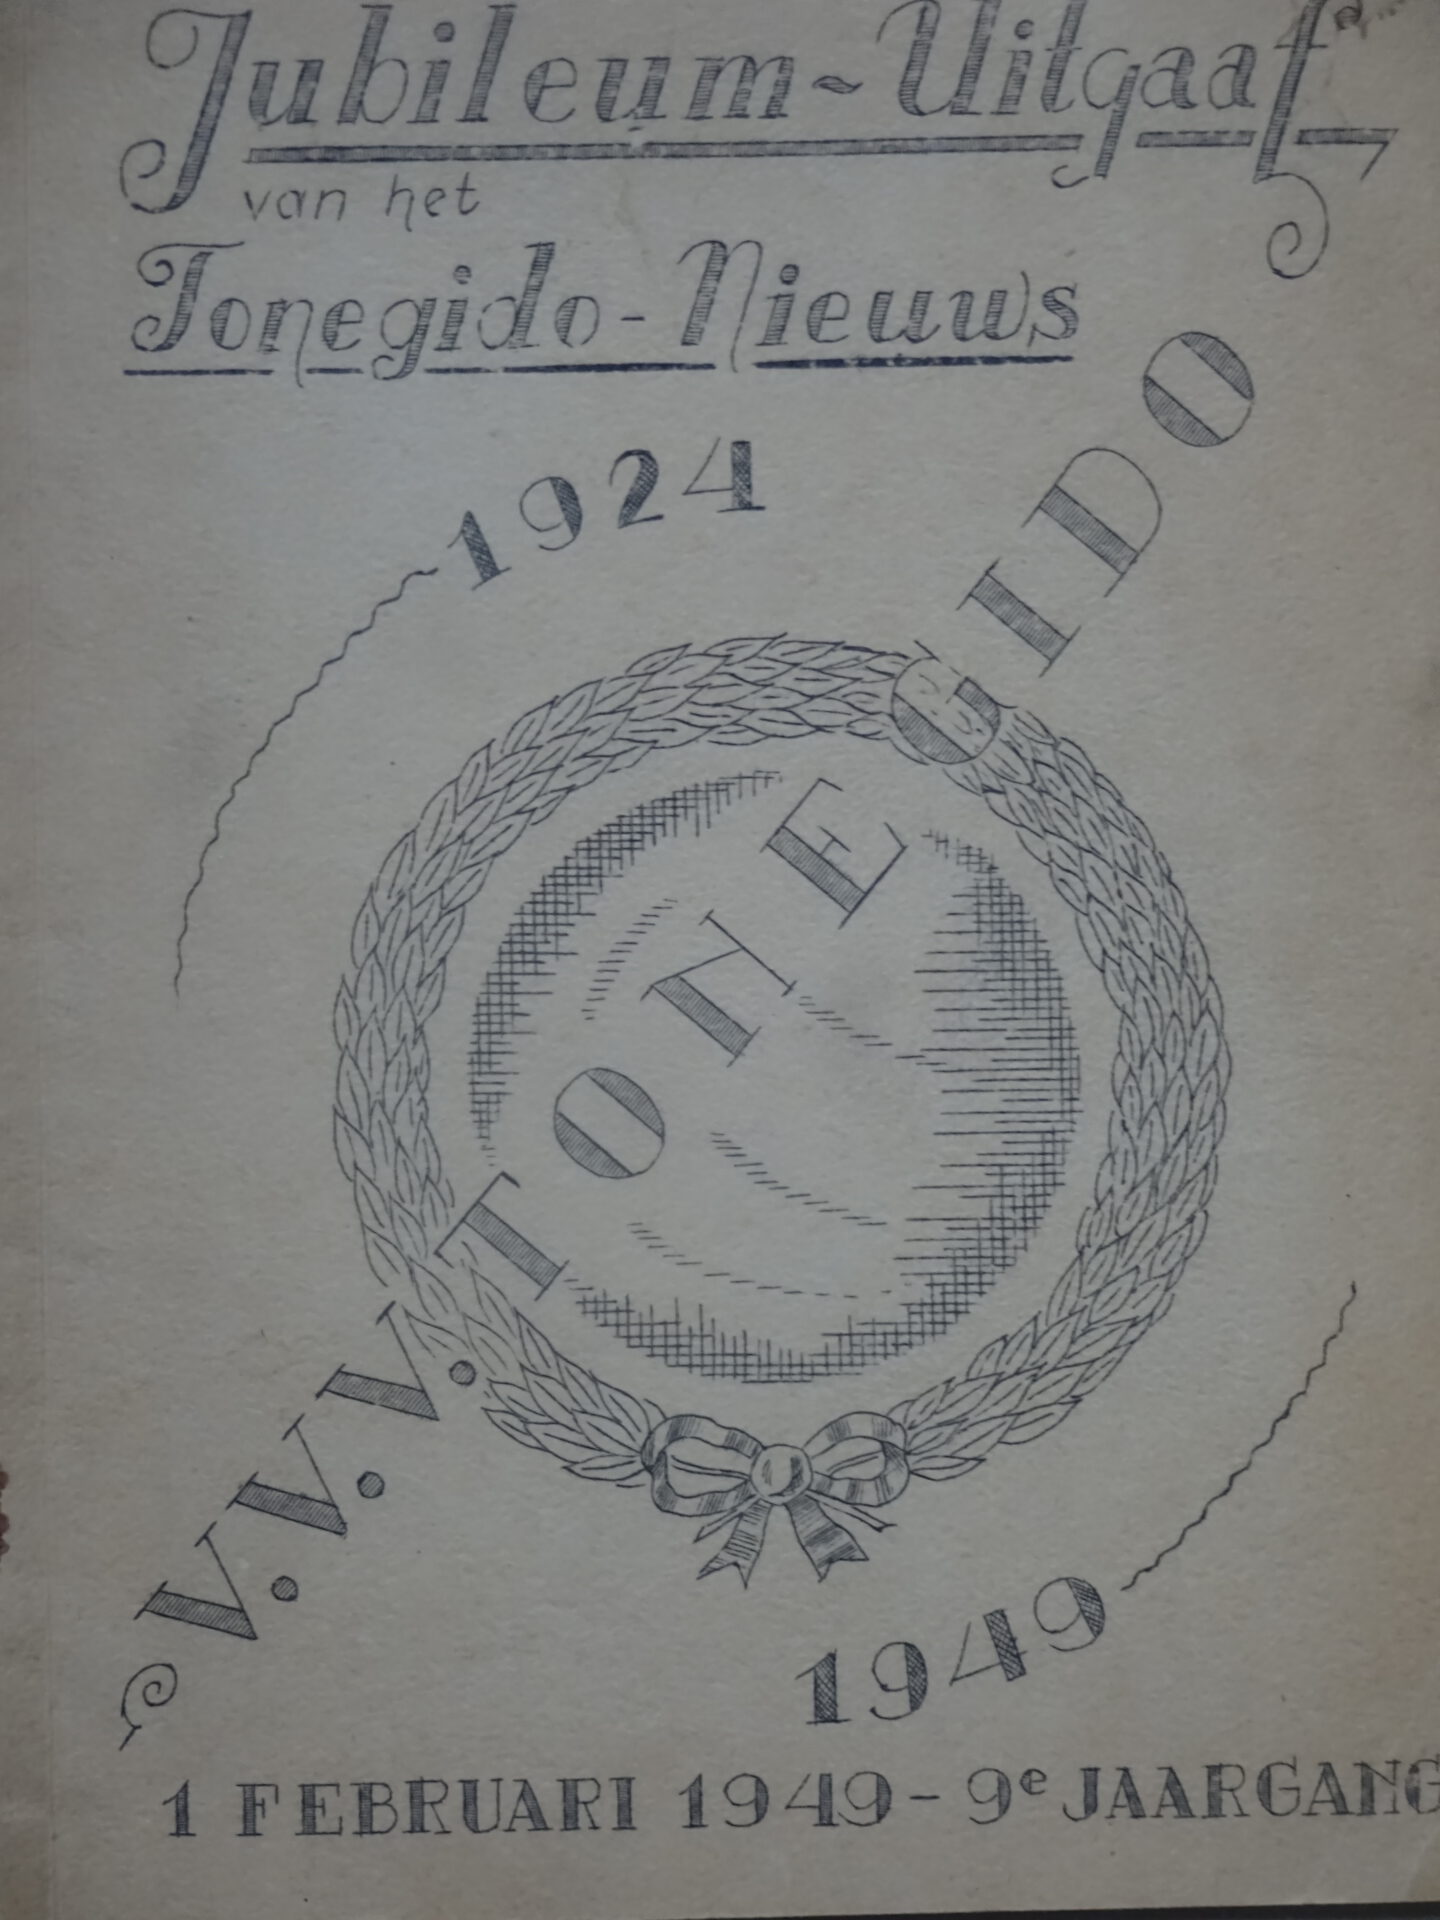 Jubileum~Uitgaaf
van het
Tonegido-Nieuws
1924
V.V.V. TONEGIDO
1949
1 FEBRUARI 1949-9e JAARGANG